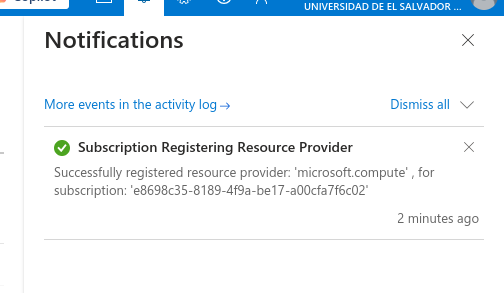 UNIVERSIDAD DE EL SALVADOR ...
Notifications
More events in the activity log →
Dismiss all
Subscription Registering Resource Provider
Successfully registered resource provider: 'microsoft.compute' , for
subscription: 'e8698c35-8189-4f9a-be17-a00cfa7f6c02'
2 minutes ago